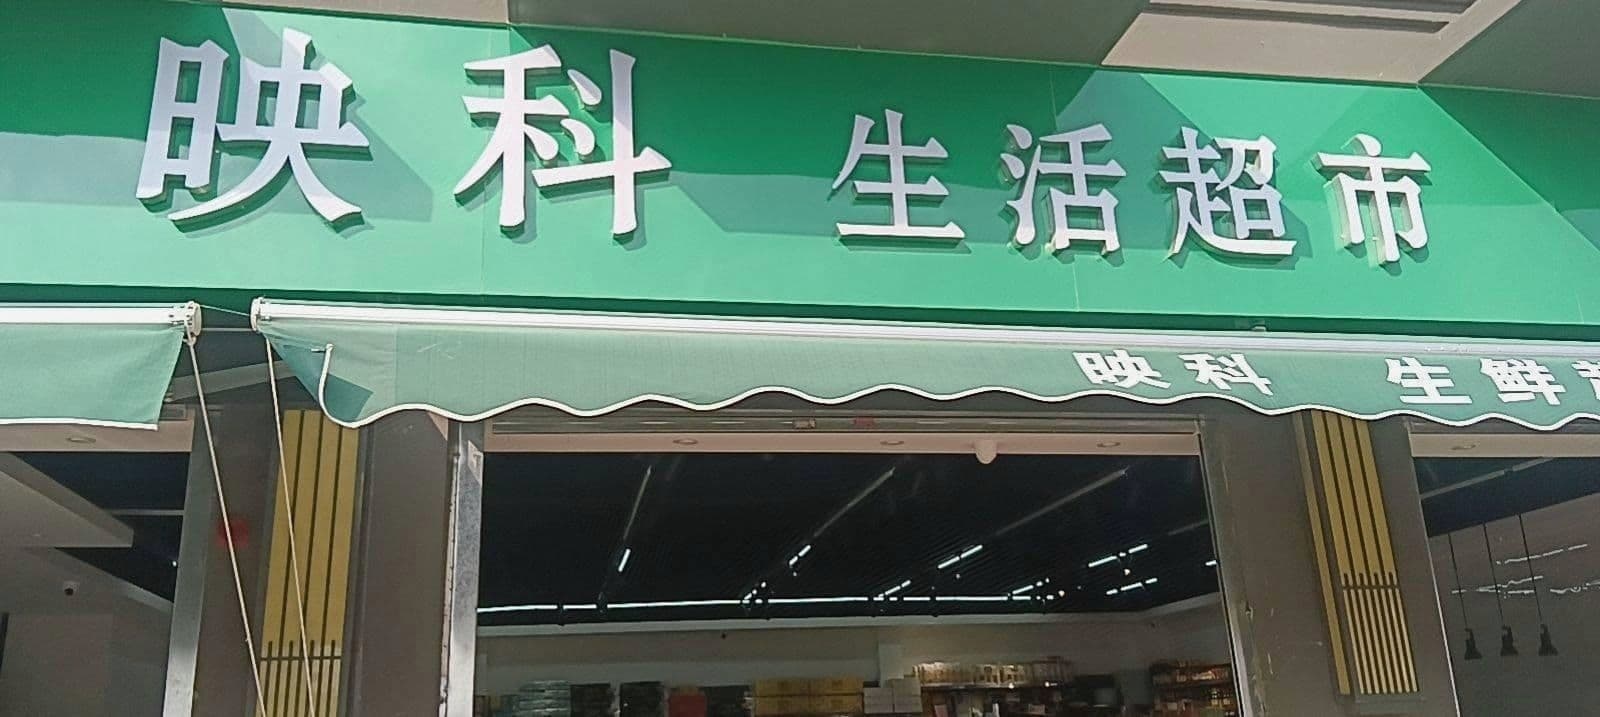 映科 生活超市
映科 生鲜